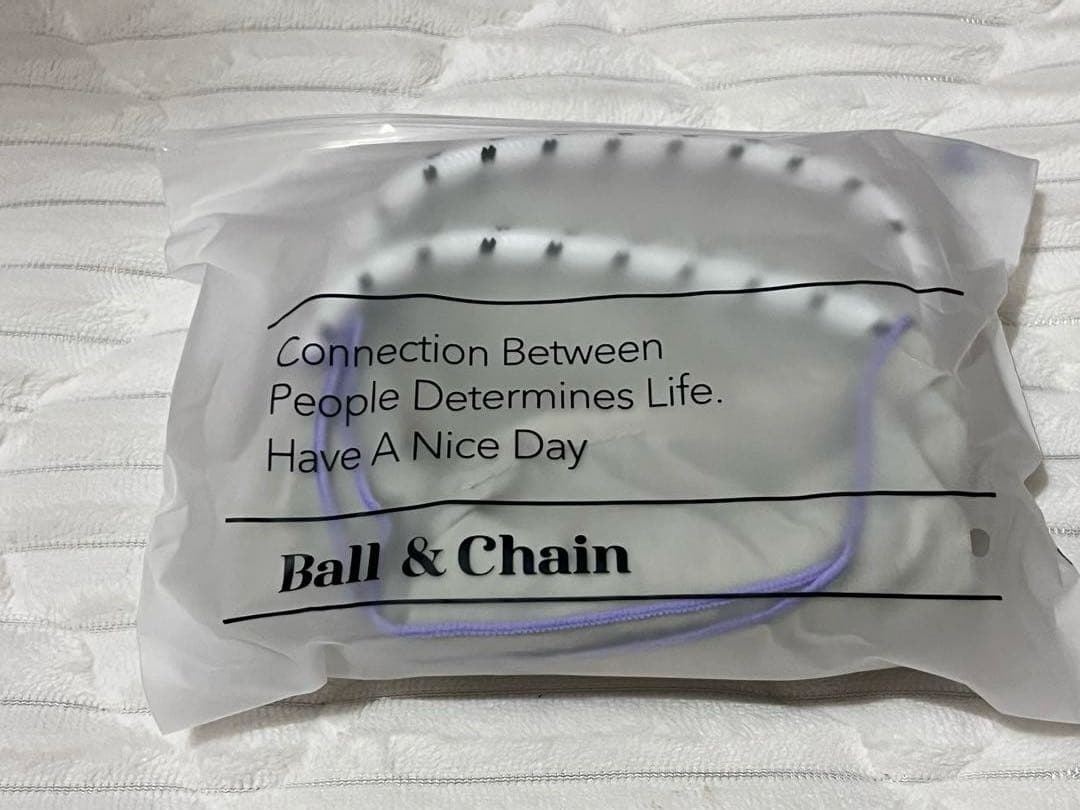 Connection Between
People Determines Life.
Have A Nice Day
Ball & Chain